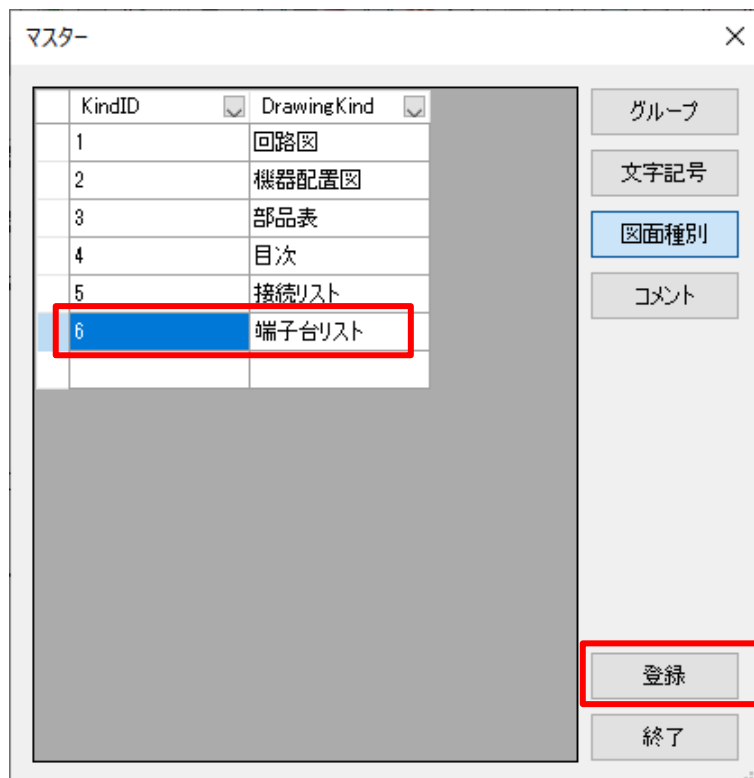 マスター
KindID DrawingKind
1 回路図
2 機器配置図
3 部品表
4 目次
5 接続リスト
6 端子台リスト
グループ
文字記号
図面種別
コメント
登録
終了